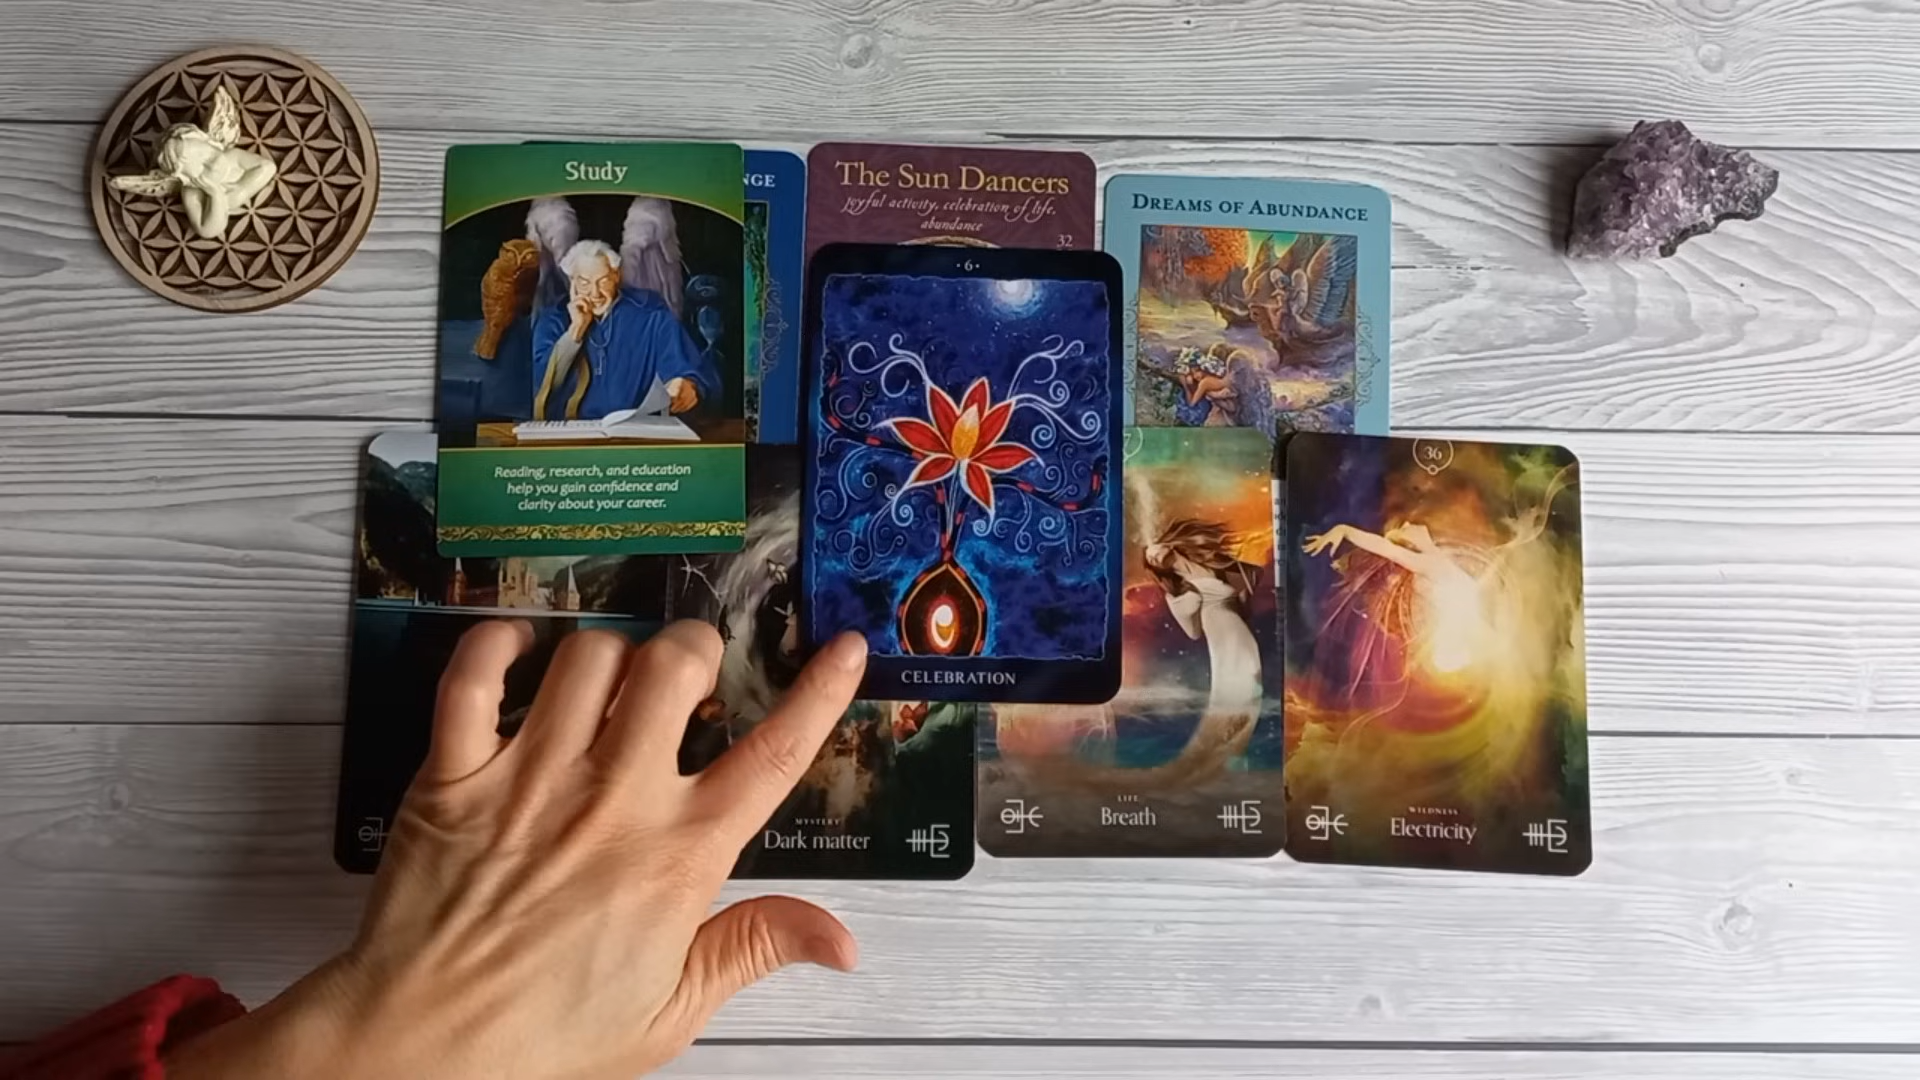 Study
NGE
The Sun Dancers
joyful activity, celebration of life,
abundance
32
DREAMS OF ABUNDANCE
·6·
Reading, research, and education
help you gain confidence and
clarity about your career.
7
36
CELEBRATION
MYSTERY
Dark matter
LIFE
Breath
WILDNESS
Electricity